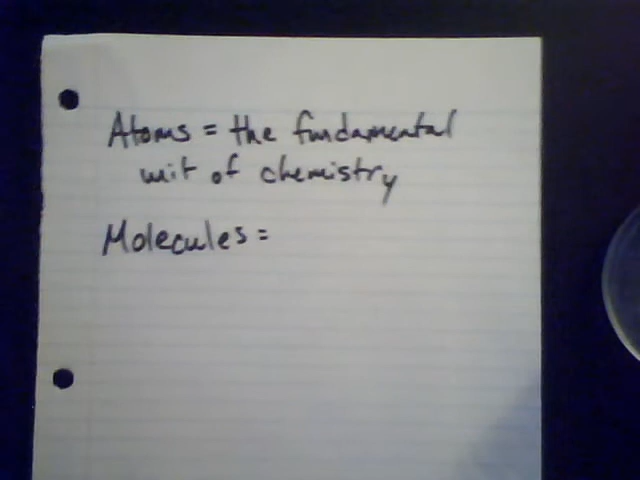 Atoms = the fundamental
unit of chemistry
Molecules =